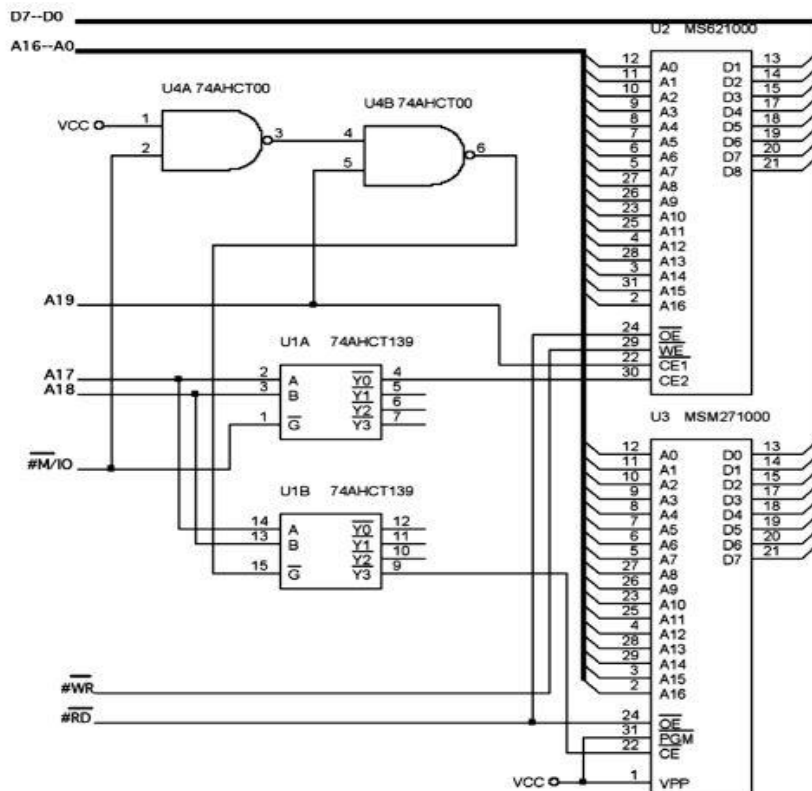 D7--D0
A16--A0
U2 MS621000
12 A0 D1 13
11 A1 D2 14
10 A2 D3 15
9 A3 D4 17
8 A4 D5 18
7 A5 D6 19
6 A6 D7 20
5 A7 D8 21
27 A8
26 A9
23 A10
25 A11
4 A12
28 A13
3 A14
31 A15
2 A16
24 OE
29 WE
22 CE1
30 CE2
U4A 74AHCT00
VCC 1
2
3
U4B 74AHCT00
4
5
6
A19
U1A 74AHCT139
A17 2 A Y0 4
A18 3 B Y1 5
Y2 6
1 G Y3 7
#M/IO
U1B 74AHCT139
14 A Y0 12
13 B Y1 11
Y2 10
15 G Y3 9
#WR
#RD
U3 MSM271000
12 A0 D0 13
11 A1 D1 14
10 A2 D2 15
9 A3 D3 17
8 A4 D4 18
7 A5 D5 19
6 A6 D6 20
5 A7 D7 21
27 A8
26 A9
23 A10
25 A11
4 A12
28 A13
29 A14
3 A15
2 A16
24 OE
31 PGM
22 CE
VCC 1 VPP